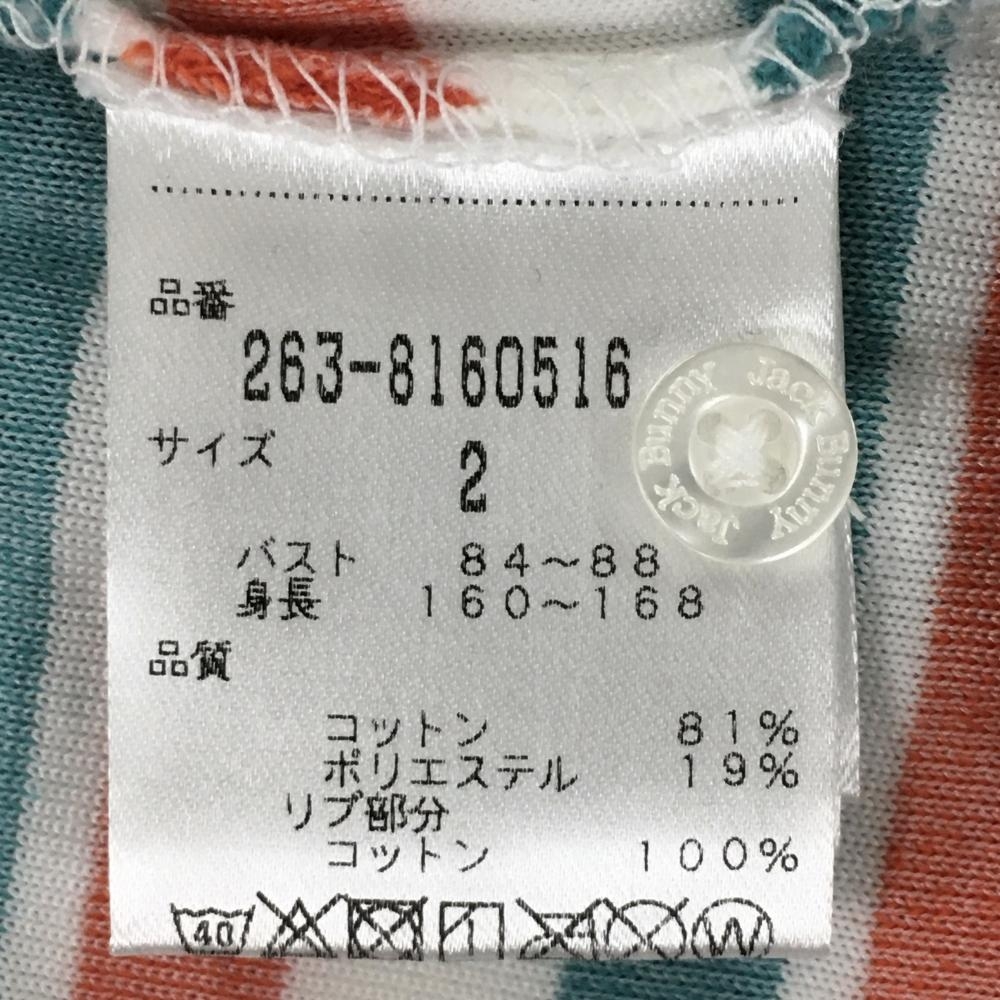 品番
263-8160516
サイズ
2
Jack Bunny Jack Bunny
バスト 84～88
身長 160～168
品質
コットン 81%
ポリエステル 19%
リブ部分
コットン 100%
40 W